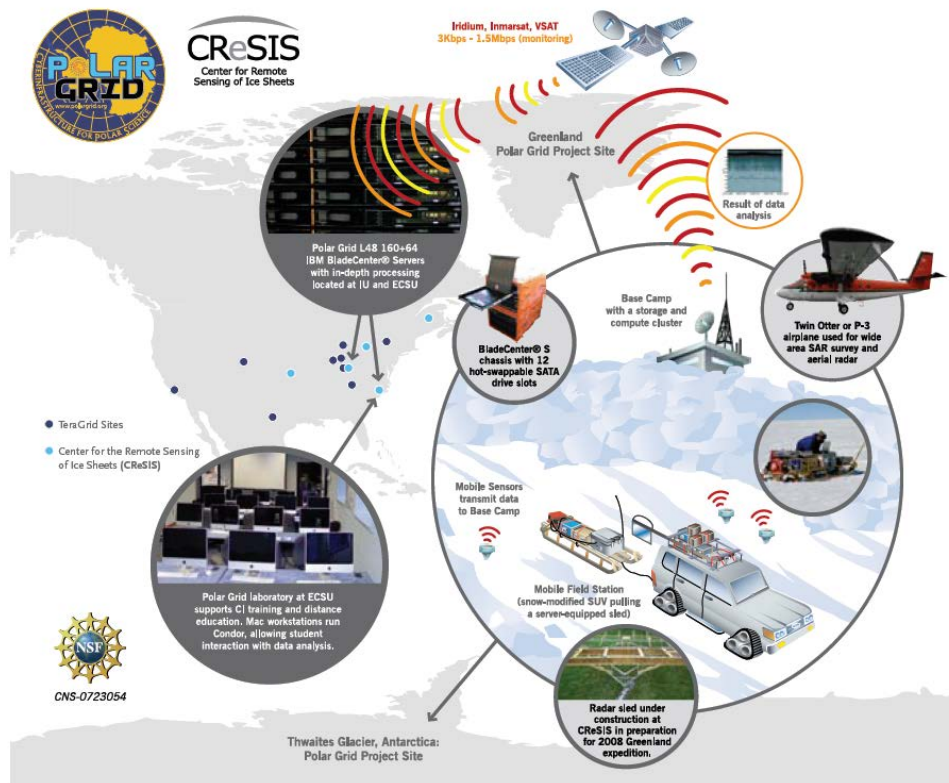 CYBERINFRASTRUCTURE FOR POLAR SCIENCE
POLAR
GRID
www.polargrid.org
CReSIS
Center for Remote
Sensing of Ice Sheets
Iridium, Inmarsat, VSAT
3Kbps - 1.5Mbps (monitoring)
Greenland
Polar Grid Project Site
Result of data
analysis
Polar Grid L48 160+64
IBM BladeCenter® Servers
with in-depth processing
located at IU and ECSU
BladeCenter® S
chassis with 12
hot-swappable SATA
drive slots
Base Camp
with a storage and
compute cluster
Twin Otter or P-3
airplane used for wide
area SAR survey and
aerial radar
TeraGrid Sites
Center for the Remote Sensing
of Ice Sheets (CReSIS)
Mobile Sensors
transmit data
to Base Camp
Mobile Field Station
(snow-modified SUV pulling
a server-equipped sled)
Polar Grid laboratory at ECSU
supports CI training and distance
education. Mac workstations run
Condor, allowing student
interaction with data analysis.
NSF
CNS-0723054
Radar sled under
construction at
CReSIS in preparation
for 2008 Greenland
expedition.
Thwaites Glacier, Antarctica:
Polar Grid Project Site